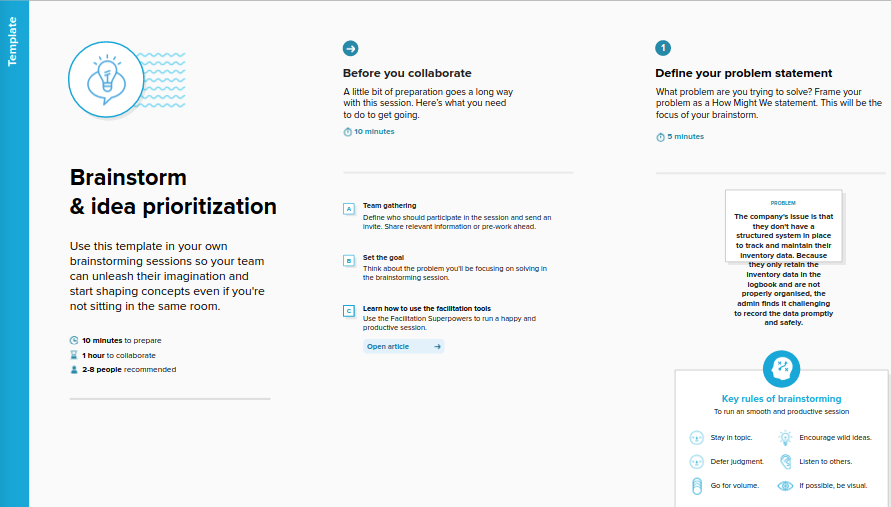 Template
Brainstorm
& idea prioritization
Use this template in your own
brainstorming sessions so your team
can unleash their imagination and
start shaping concepts even if you're
not sitting in the same room.
10 minutes to prepare
1 hour to collaborate
2-8 people recommended
Before you collaborate
A little bit of preparation goes a long way
with this session. Here's what you need
to do to get going.
10 minutes
A
Team gathering
Define who should participate in the session and send an
invite. Share relevant information or pre-work ahead.
B
Set the goal
Think about the problem you'll be focusing on solving in
the brainstorming session.
C
Learn how to use the facilitation tools
Use the Facilitation Superpowers to run a happy and
productive session.
Open article
1
Define your problem statement
What problem are you trying to solve? Frame your
problem as a How Might We statement. This will be the
focus of your brainstorm.
5 minutes
PROBLEM
The company's issue is that
they don't have a
structured system in place
to track and maintain their
inventory data. Because
they only retain the
inventory data in the
logbook and are not
properly organised, the
admin finds it challenging
to record the data promptly
and safely.
Key rules of brainstorming
To run an smooth and productive session
Stay in topic.
Encourage wild ideas.
Defer judgment.
Listen to others.
Go for volume.
If possible, be visual.